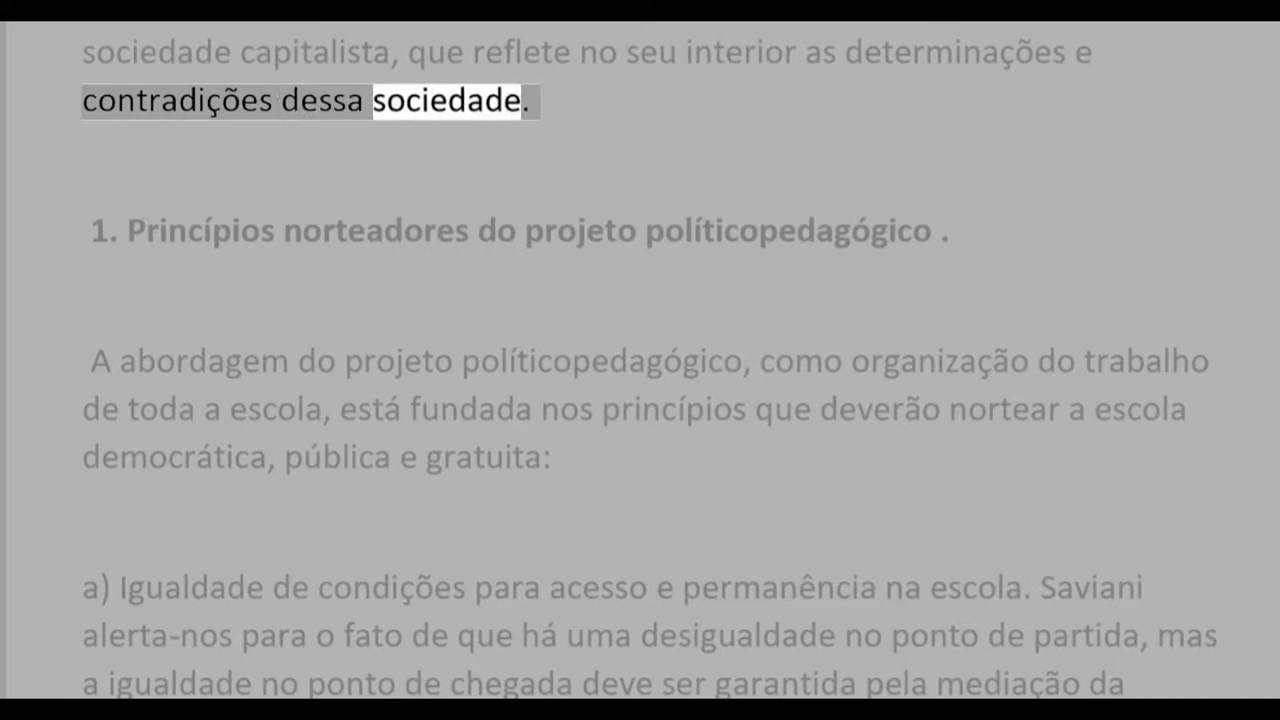 sociedade capitalista, que reflete no seu interior as determinações e
contradições dessa sociedade.
1. Princípios norteadores do projeto políticopedagógico .
A abordagem do projeto políticopedagógico, como organização do trabalho
de toda a escola, está fundada nos princípios que deverão nortear a escola
democrática, pública e gratuita:
a) Igualdade de condições para acesso e permanência na escola. Saviani
alerta-nos para o fato de que há uma desigualdade no ponto de partida, mas
a igualdade no ponto de chegada deve ser garantida pela mediação da